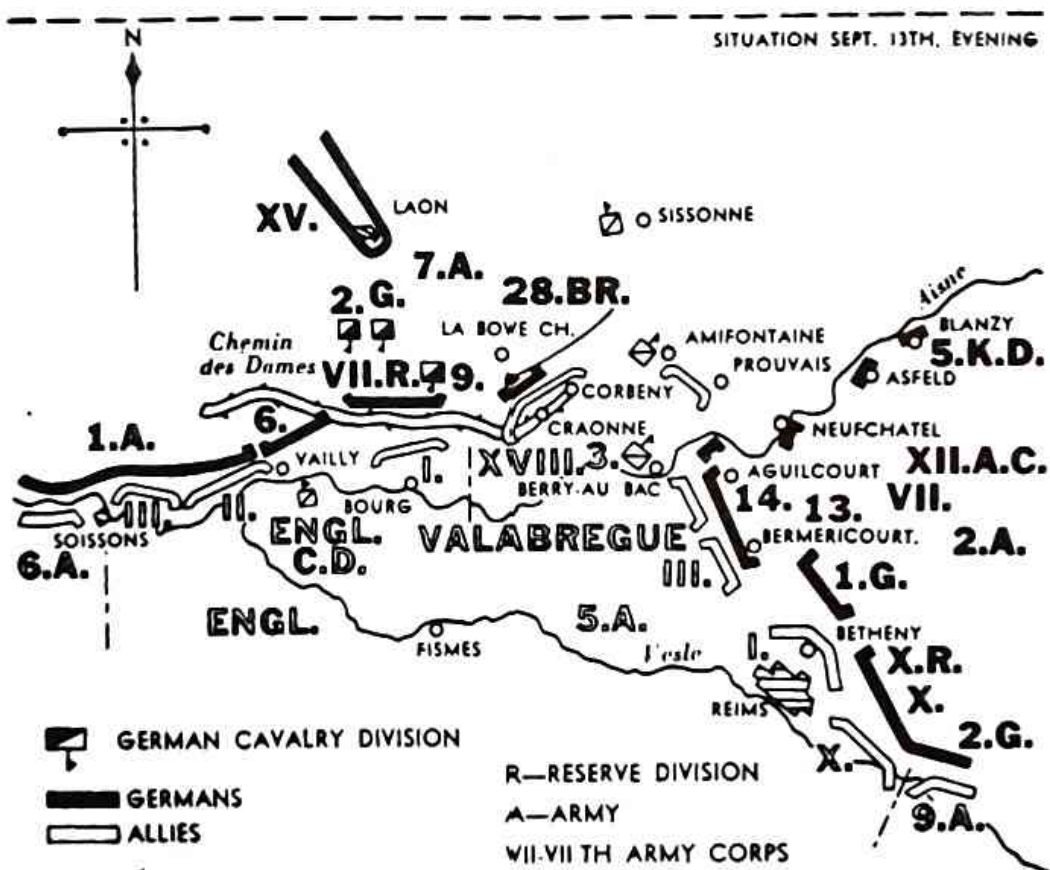 SITUATION SEPT. 13TH, EVENING
N
LAON
XV.
SISSONNE
7.A.
Aisne
2. G.
28.BR.
LA BOWE CH.
AMIFONTAINE
BLANZY
Chemin
des Dames
PROUVAIS
5.K.D.
VII.R.
9.
ASFELD
CORBENY
6.
CRAONNE
NEUFCHATEL
1.A.
VAILLY
I.
XVIII.
3.
AGUILCOURT
XII.A.C.
BERRY-AU BAC
14.
VII.
BOURG
13.
III.
II.
SOISSONS
ENGL.
C.D.
VALABREGUE
BERMERICOURT.
2.A.
6.A.
III.
1.G.
ENGL.
5.A.
BETHENY
FISMES
Vesle
I.
X.R.
REIMS
X.
2.G.
X.
9.A.
GERMAN CAVALRY DIVISION
GERMANS
ALLIES
R—RESERVE DIVISION
A—ARMY
VII-VII TH ARMY CORPS